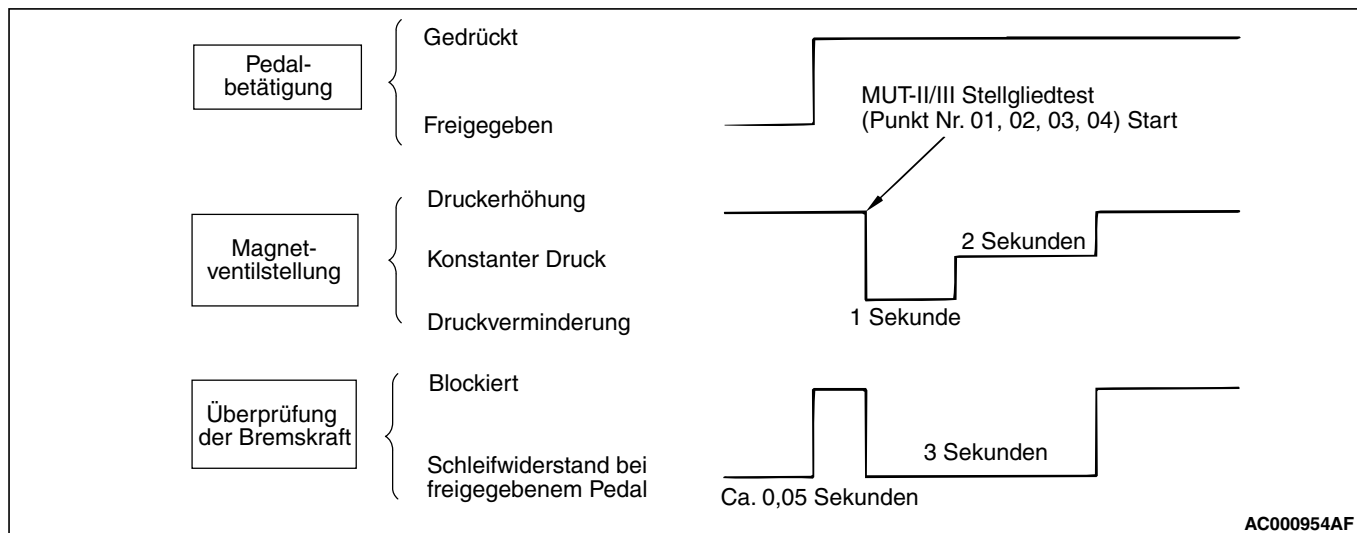 Pedal-
betätigung
Gedrückt
Freigegeben
MUT-II/III Stellgliedtest
(Punkt Nr. 01, 02, 03, 04) Start
Magnet-
ventilstellung
Druckerhöhung
Konstanter Druck
Druckverminderung
2 Sekunden
1 Sekunde
Überprüfung
der Bremskraft
Blockiert
Schleifwiderstand bei
freigegebenem Pedal
3 Sekunden
Ca. 0,05 Sekunden
AC000954AF